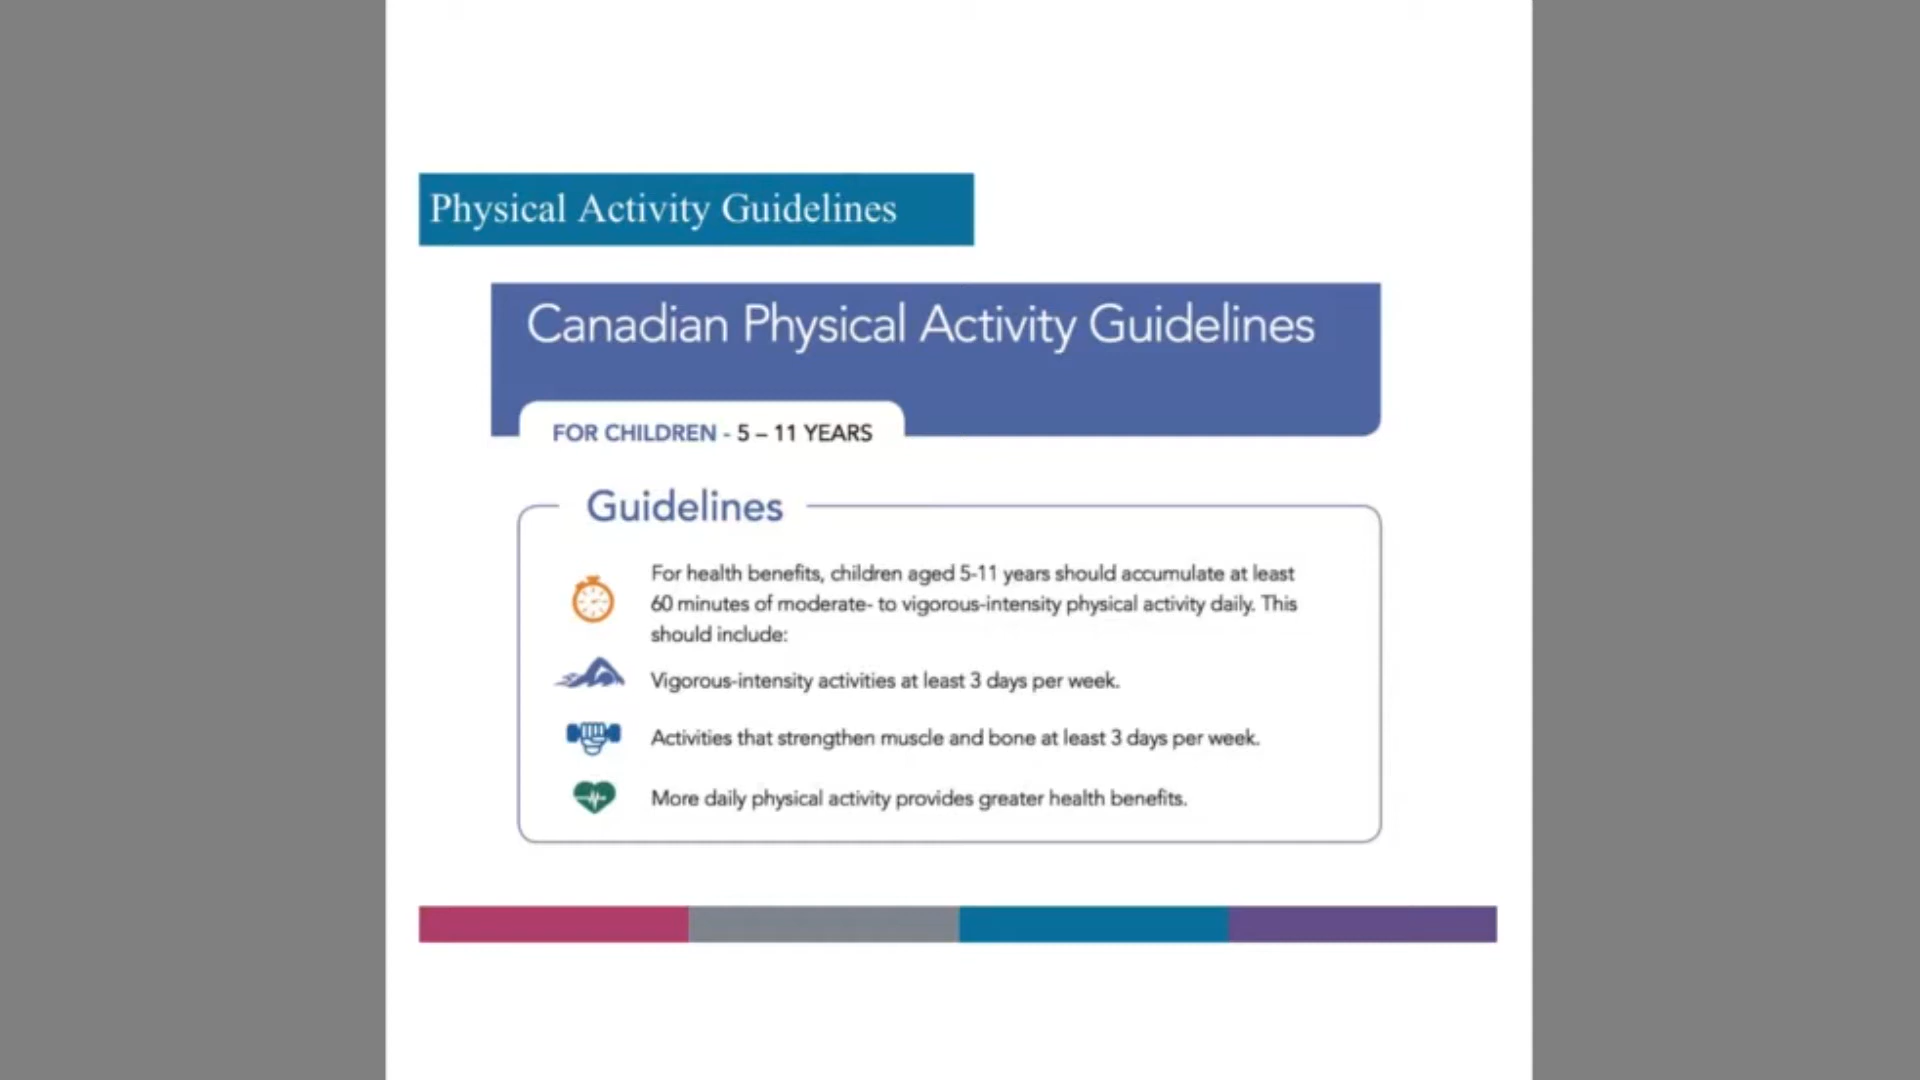 Physical Activity Guidelines
Canadian Physical Activity Guidelines
FOR CHILDREN - 5 – 11 YEARS
Guidelines
For health benefits, children aged 5-11 years should accumulate at least
60 minutes of moderate- to vigorous-intensity physical activity daily. This
should include:
Vigorous-intensity activities at least 3 days per week.
Activities that strengthen muscle and bone at least 3 days per week.
More daily physical activity provides greater health benefits.